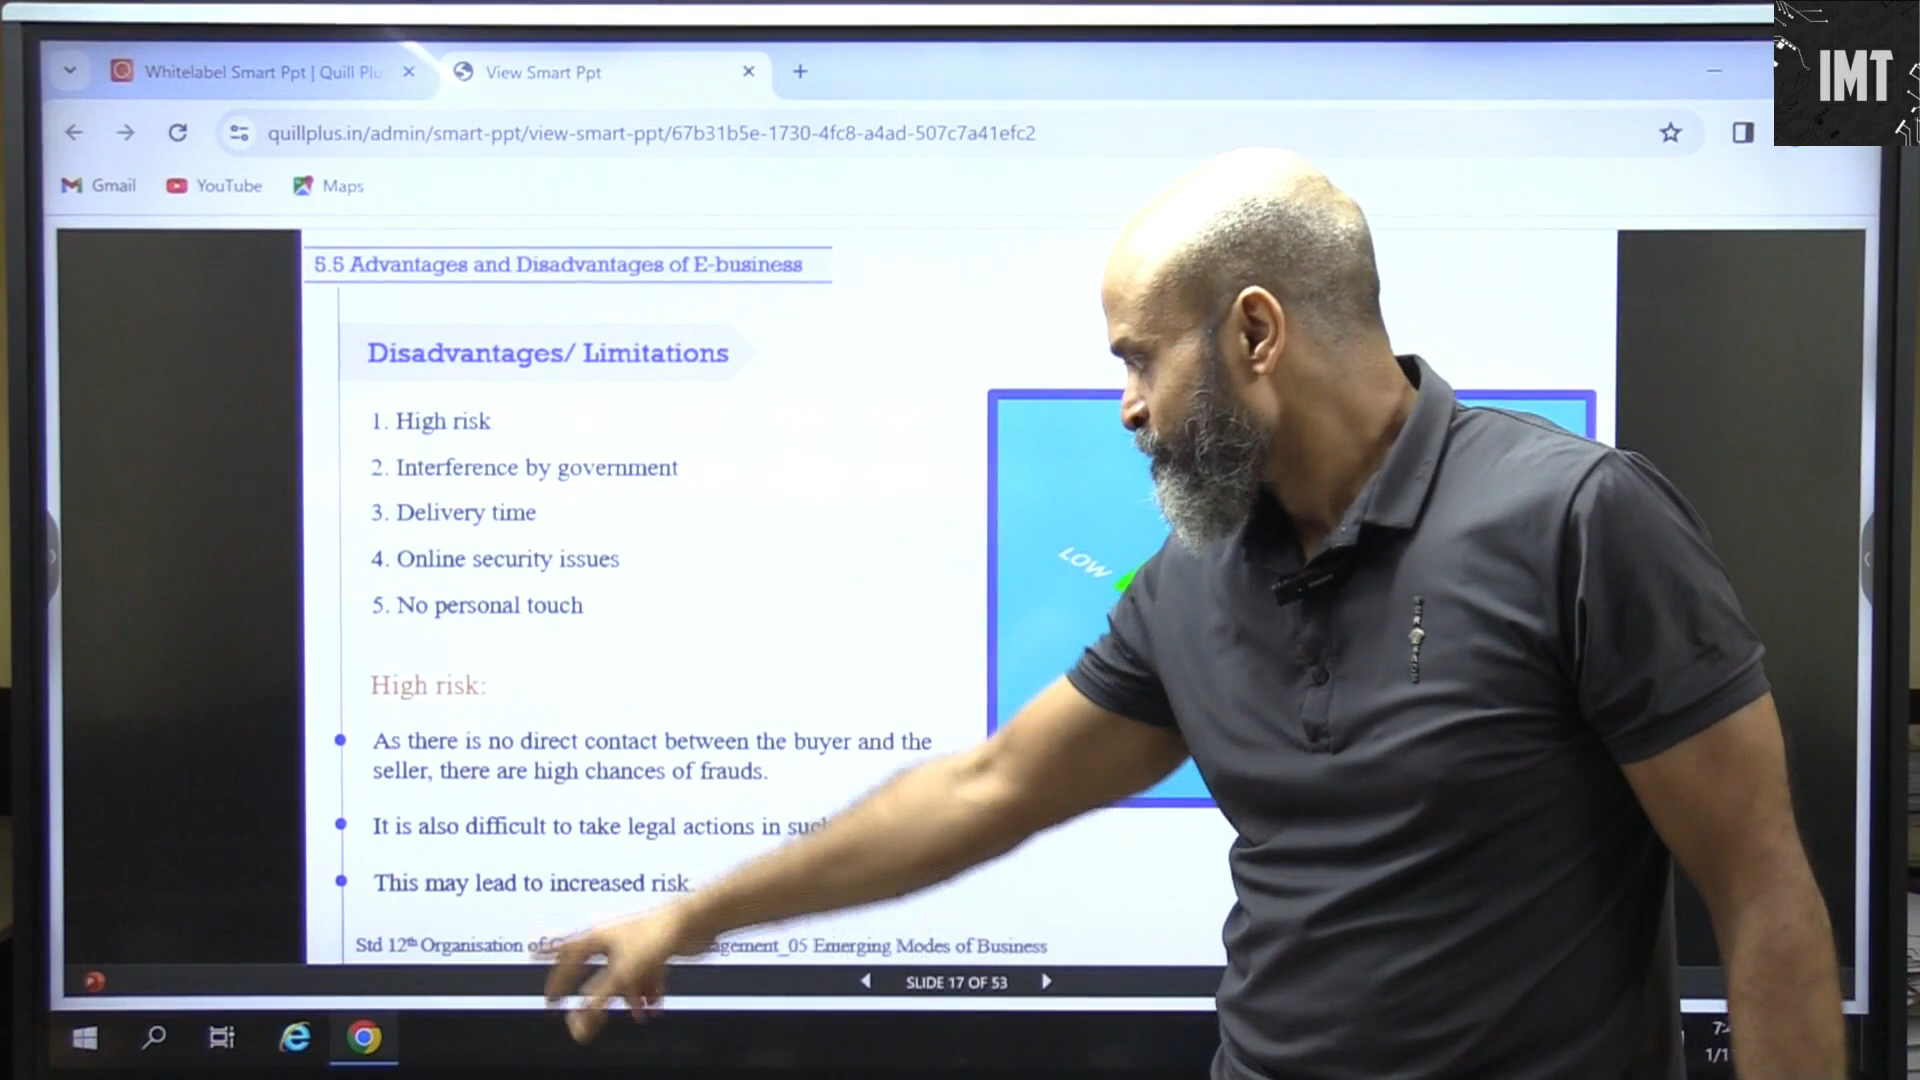 Whitelabel Smart Ppt | Quill Plu
View Smart Ppt
IMT
quillplus.in/admin/smart-ppt/view-smart-ppt/67b31b5e-1730-4fc8-a4ad-507c7a41efc2
Gmail YouTube Maps
5.5 Advantages and Disadvantages of E-business
Disadvantages/ Limitations
1. High risk
2. Interference by government
3. Delivery time
4. Online security issues
5. No personal touch
LOW
High risk:
As there is no direct contact between the buyer and the
seller, there are high chances of frauds.
It is also difficult to take legal actions in
This may lead to increased risk
Std 12th Organisation of
05 Emerging Modes of Business
SLIDE 17 OF 53